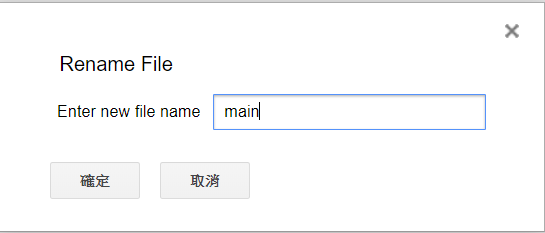 Rename File
Enter new file name main
確定 取消